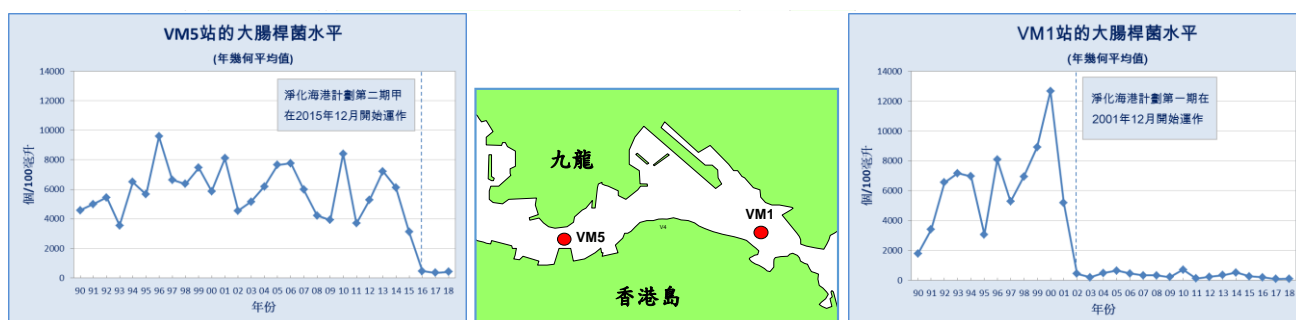 VM5站的大腸桿菌水平
(年幾何平均值)
個/100毫升
14000
12000
10000
8000
6000
4000
2000
0
淨化海港計劃第二期甲
在2015年12月開始運作
90 91 92 93 94 95 96 97 98 99 00 01 02 03 04 05 06 07 08 09 10 11 12 13 14 15 16 17 18
年份
九龍
VM1
V4
VM5
香港島
VM1站的大腸桿菌水平
(年幾何平均值)
個/100毫升
14000
12000
10000
8000
6000
4000
2000
0
淨化海港計劃第一期在
2001年12月開始運作
90 91 92 93 94 95 96 97 98 99 00 01 02 03 04 05 06 07 08 09 10 11 12 13 14 15 16 17 18
年份